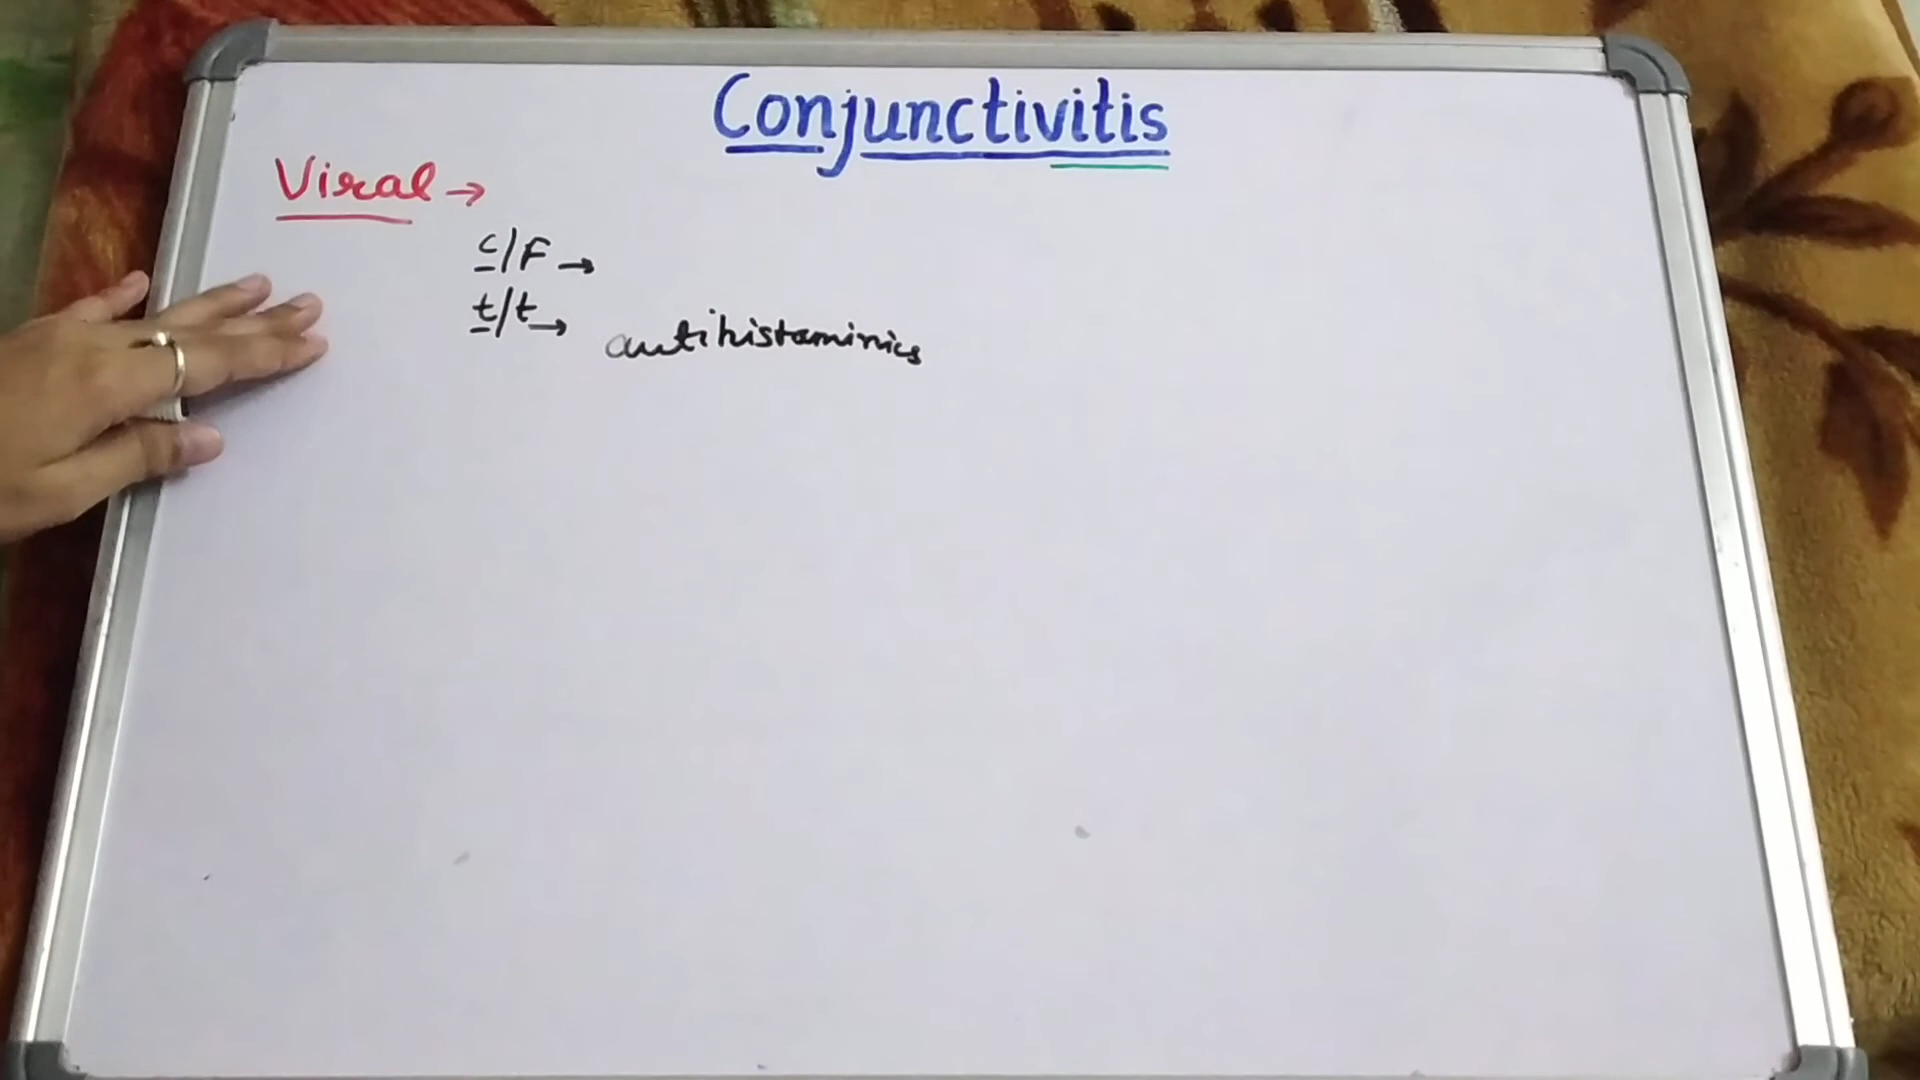 Conjunctivitis
Viral →
c/F →
t/t →
antihistaminics